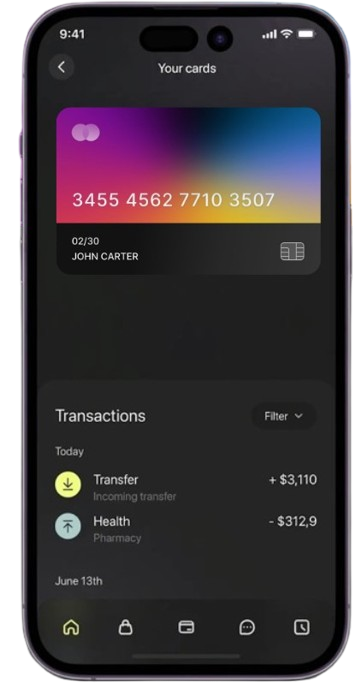 9:41
Your cards
3455 4562 7710 3507
02/30
JOHN CARTER
Transactions
Filter
Today
Transfer + $3,110
Incoming transfer
Health - $312,9
Pharmacy
June 13th